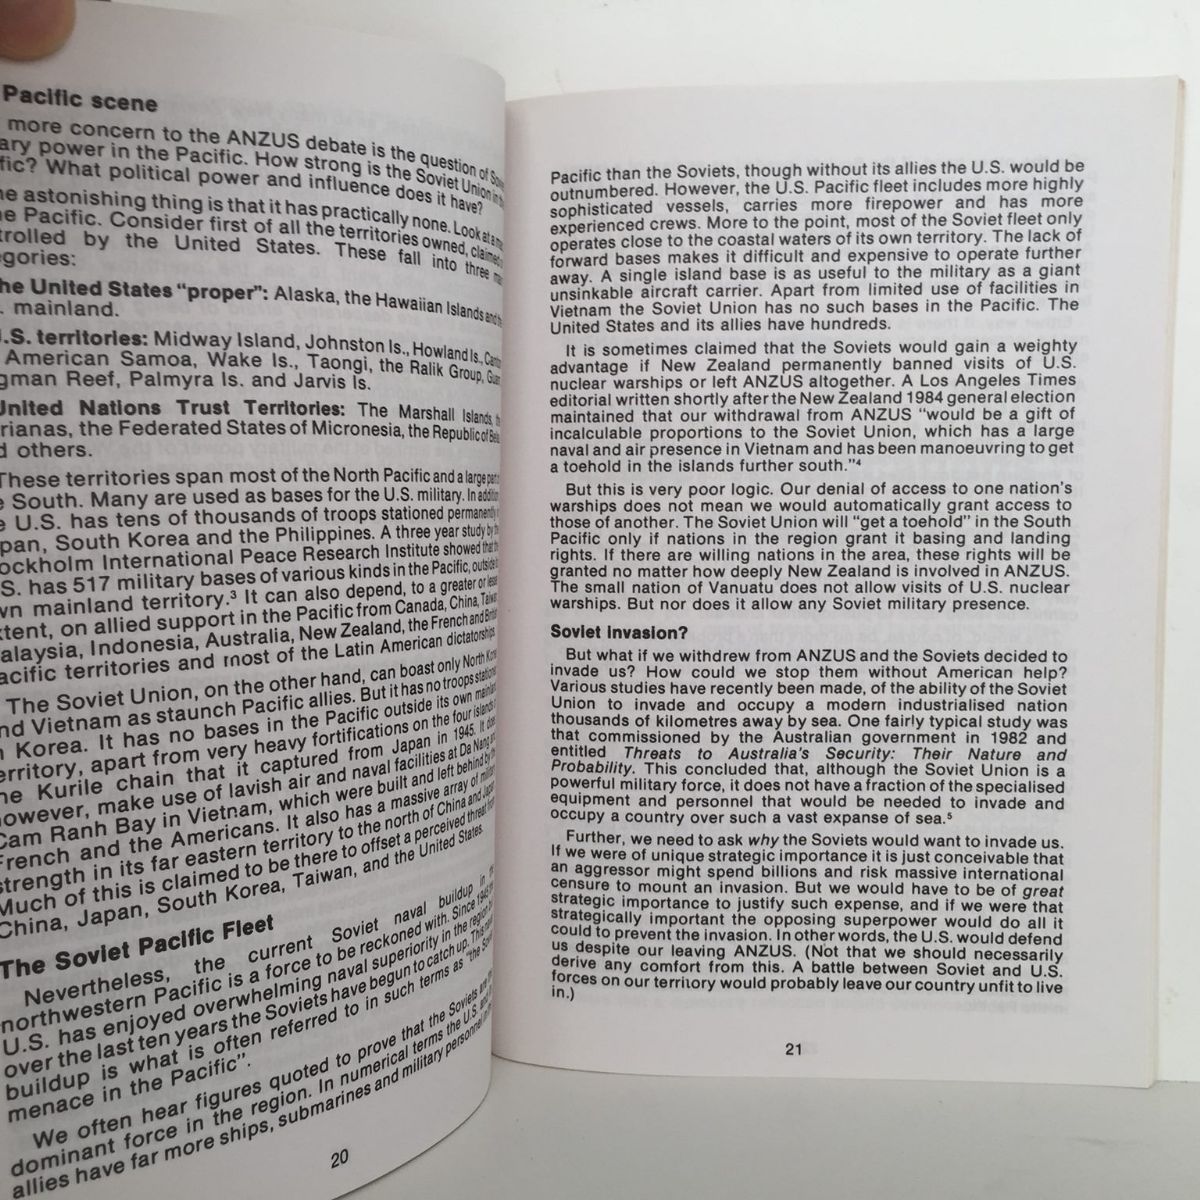 Pacific scene
more concern to the ANZUS debate is the question of
ary power in the Pacific. How strong is the Soviet Union in the
fic? What political power and influence does it have?
he astonishing thing is that it has practically none. Look at a
he Pacific. Consider first of all the territories owned, claimed
trolled by the United States. These fall into three
egories:
he United States "proper": Alaska, the Hawaiian Islands and the
. mainland.
.S. territories: Midway Island, Johnston Is., Howland Is.,
American Samoa, Wake Is., Taongi, the Ralik Group,
gman Reef, Palmyra Is. and Jarvis Is.
United Nations Trust Territories: The Marshall Islands,
rianas, the Federated States of Micronesia, the Republic of
d others.
These territories span most of the North Pacific and a large part
e South. Many are used as bases for the U.S. military. In addition
e U.S. has tens of thousands of troops stationed permanently
pan, South Korea and the Philippines. A three year study by the
ockholm International Peace Research Institute showed that the
S. has 517 military bases of various kinds in the Pacific, outside
wn mainland territory.³ It can also depend, to a greater or lesser
xtent, on allied support in the Pacific from Canada, China, Taiwan
alaysia, Indonesia, Australia, New Zealand, the French and British
acific territories and most of the Latin American dictatorships.
The Soviet Union, on the other hand, can boast only North Korea
nd Vietnam as staunch Pacific allies. But it has no troops stationed
n Korea. It has no bases in the Pacific outside its own mainland
erritory, apart from very heavy fortifications on the four islands
he Kurile chain that it captured from Japan in 1945. It does
however, make use of lavish air and naval facilities at Da Nang and
Cam Ranh Bay in Vietnam, which were built and left behind by the
French and the Americans. It also has a massive array of military
strength in its far eastern territory to the north of China and Japan
Much of this is claimed to be there to offset a perceived threat from
China, Japan, South Korea, Taiwan, and the United States.
The Soviet Pacific Fleet
Nevertheless, the current Soviet naval buildup in the
northwestern Pacific is a force to be reckoned with. Since 1945 the
U.S. has enjoyed overwhelming naval superiority in the region
over the last ten years the Soviets have begun to catch up. This
buildup is what is often referred to in such terms as "the Soviet
menace in the Pacific".
We often hear figures quoted to prove that the Soviets are
dominant force in the region. In numerical terms the U.S. and
allies have far more ships, submarines and military personnel in
20
Pacific than the Soviets, though without its allies the U.S. would be
outnumbered. However, the U.S. Pacific fleet includes more highly
sophisticated vessels, carries more firepower and has more
experienced crews. More to the point, most of the Soviet fleet only
operates close to the coastal waters of its own territory. The lack of
forward bases makes it difficult and expensive to operate further
away. A single island base is as useful to the military as a giant
unsinkable aircraft carrier. Apart from limited use of facilities in
Vietnam the Soviet Union has no such bases in the Pacific. The
United States and its allies have hundreds.
It is sometimes claimed that the Soviets would gain a weighty
advantage if New Zealand permanently banned visits of U.S.
nuclear warships or left ANZUS altogether. A Los Angeles Times
editorial written shortly after the New Zealand 1984 general election
maintained that our withdrawal from ANZUS "would be a gift of
incalculable proportions to the Soviet Union, which has a large
naval and air presence in Vietnam and has been manoeuvring to get
a toehold in the islands further south."⁴
But this is very poor logic. Our denial of access to one nation's
warships does not mean we would automatically grant access to
those of another. The Soviet Union will "get a toehold" in the South
Pacific only if nations in the region grant it basing and landing
rights. If there are willing nations in the area, these rights will be
granted no matter how deeply New Zealand is involved in ANZUS.
The small nation of Vanuatu does not allow visits of U.S. nuclear
warships. But nor does it allow any Soviet military presence.
Soviet Invasion?
But what if we withdrew from ANZUS and the Soviets decided to
invade us? How could we stop them without American help?
Various studies have recently been made, of the ability of the Soviet
Union to invade and occupy a modern industrialised nation
thousands of kilometres away by sea. One fairly typical study was
that commissioned by the Australian government in 1982 and
entitled Threats to Australia's Security: Their Nature and
Probability. This concluded that, although the Soviet Union is a
powerful military force, it does not have a fraction of the specialised
equipment and personnel that would be needed to invade and
occupy a country over such a vast expanse of sea.⁵
Further, we need to ask why the Soviets would want to invade us.
If we were of unique strategic importance it is just conceivable that
an aggressor might spend billions and risk massive international
censure to mount an invasion. But we would have to be of great
strategic importance to justify such expense, and if we were that
strategically important the opposing superpower would do all it
could to prevent the invasion. In other words, the U.S. would defend
us despite our leaving ANZUS. (Not that we should necessarily
derive any comfort from this. A battle between Soviet and U.S.
forces on our territory would probably leave our country unfit to live
in.)
21